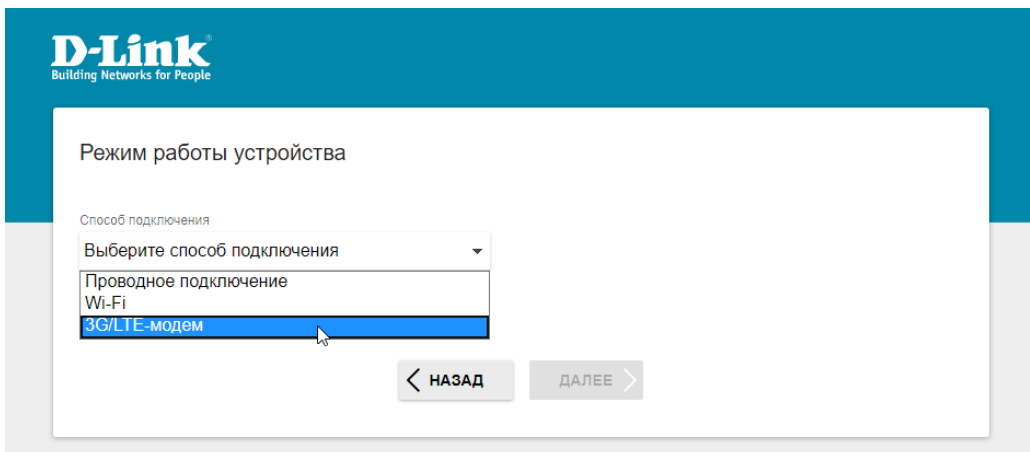 D-Link
Building Networks for People
Режим работы устройства
Способ подключения
Выберите способ подключения
Проводное подключение
Wi-Fi
3G/LTE-модем
НАЗАД
ДАЛЕЕ